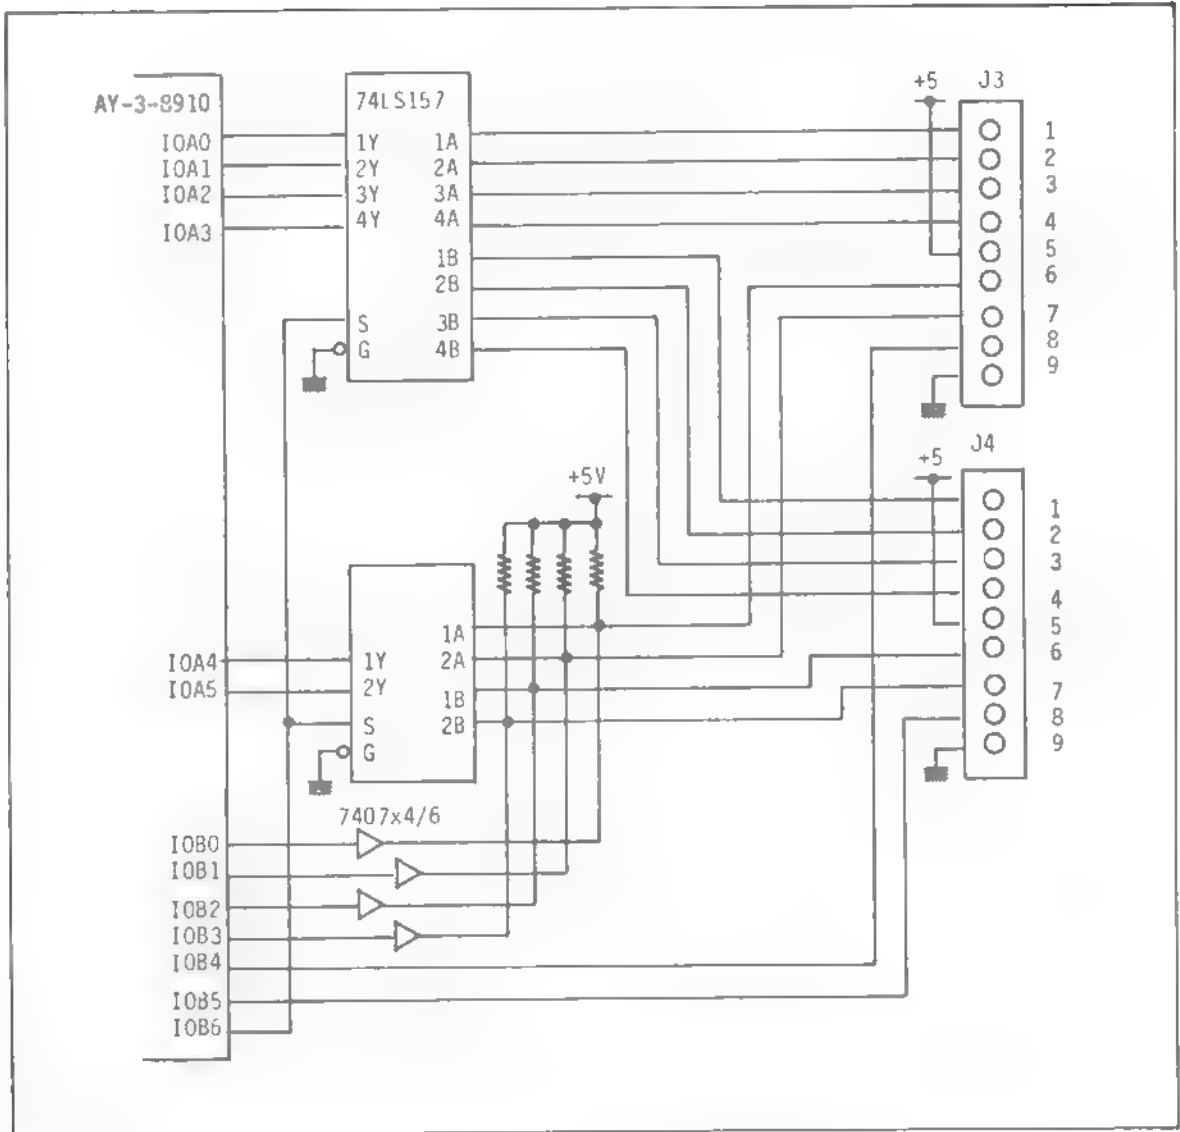 AY-3-8910
IOA0
IOA1
IOA2
IOA3
IOA4
IOA5
IOB0
IOB1
IOB2
IOB3
IOB4
IOB5
IOB6
74LS157
1Y
2Y
3Y
4Y
S
G
1A
2A
3A
4A
1B
2B
3B
4B
+5V
1Y
2Y
S
G
1A
2A
1B
2B
7407x4/6
+5
J3
1
2
3
4
5
6
7
8
9
+5
J4
1
2
3
4
5
6
7
8
9